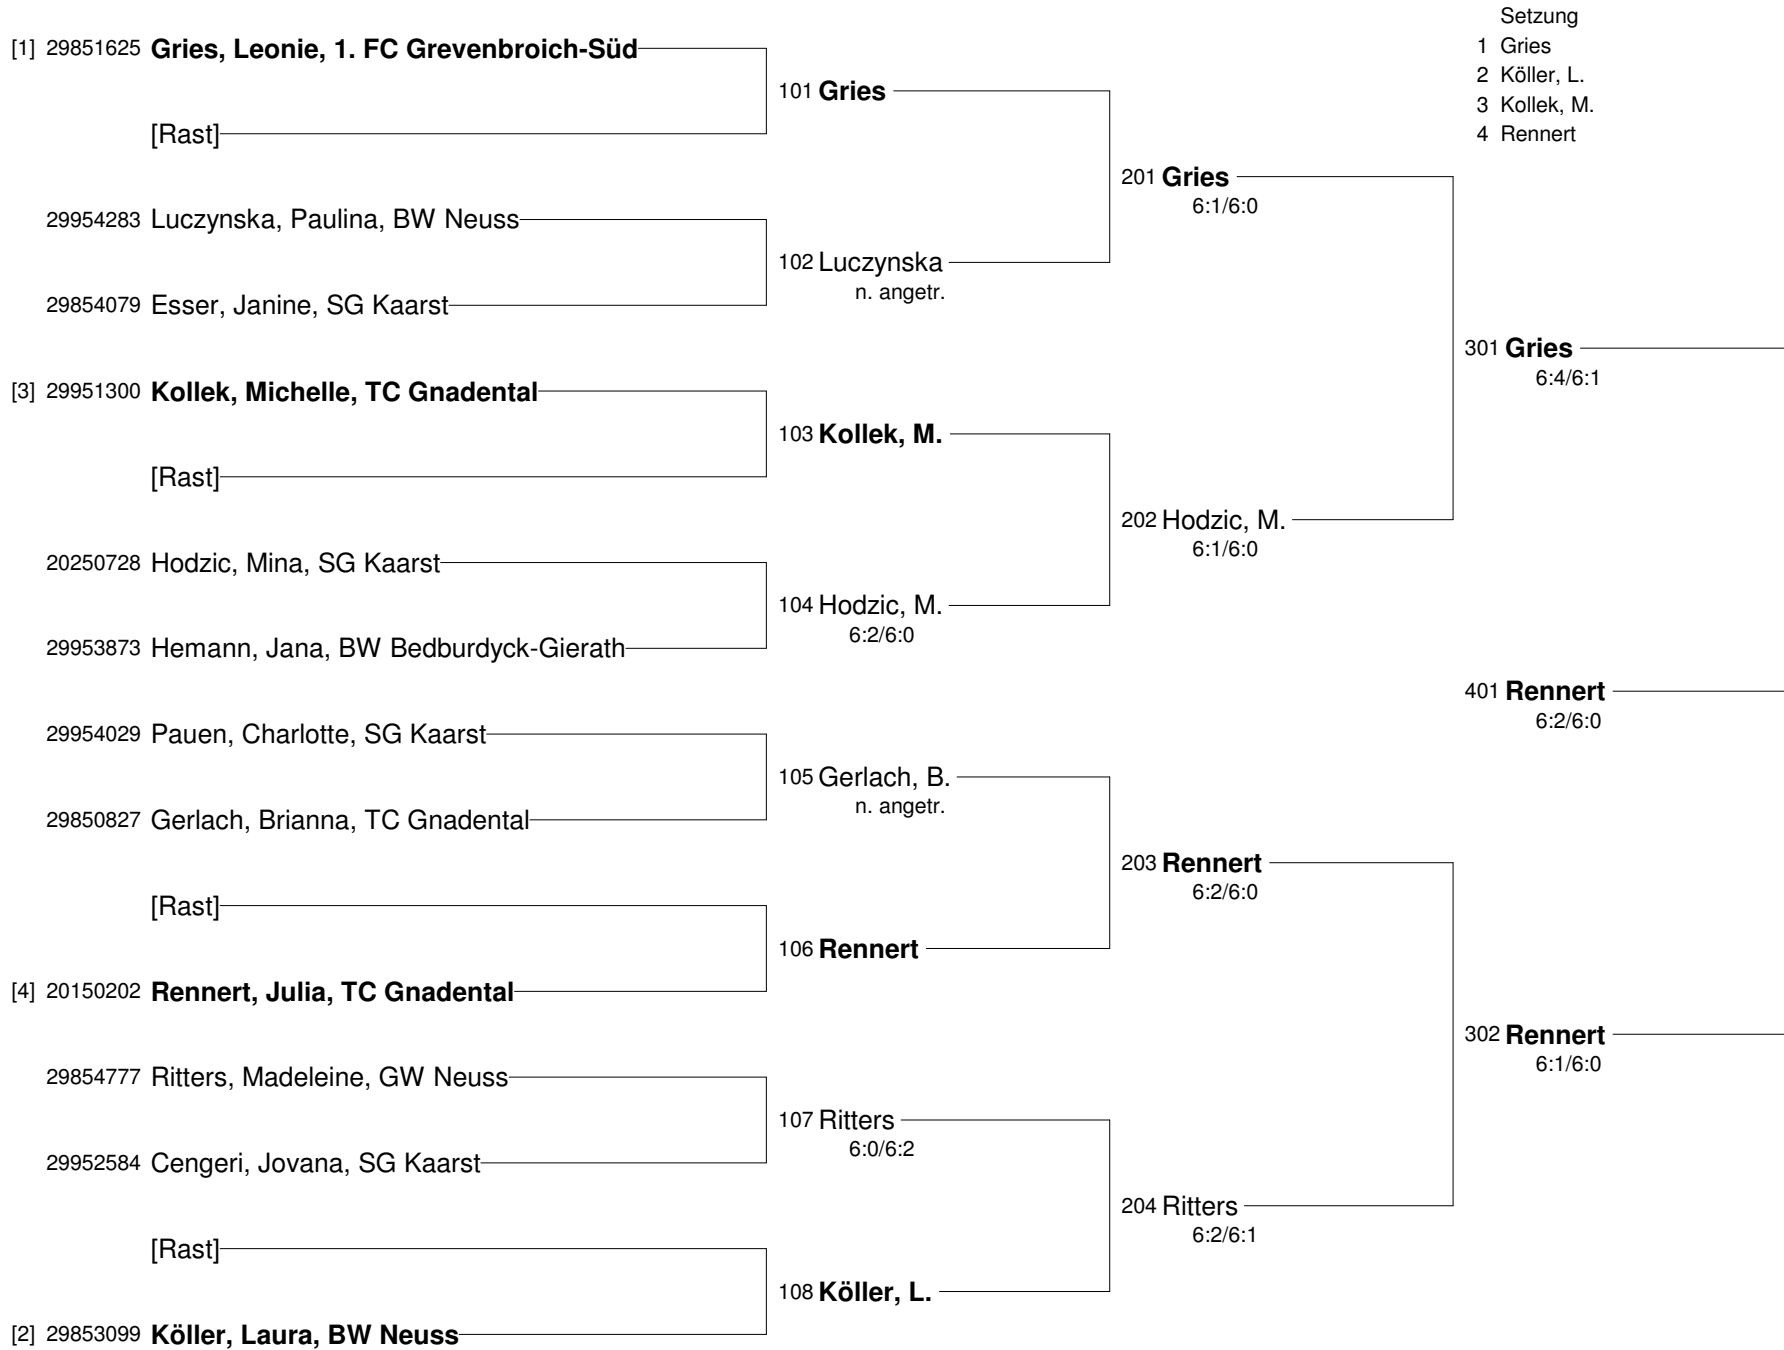 Setzung
1 Gries
2 Köller, L.
3 Kollek, M.
4 Rennert
[1] 29851625 Gries, Leonie, 1. FC Grevenbroich-Süd
[Rast]
29954283 Luczynska, Paulina, BW Neuss
29854079 Esser, Janine, SG Kaarst
[3] 29951300 Kollek, Michelle, TC Gnadental
[Rast]
20250728 Hodzic, Mina, SG Kaarst
29953873 Hemann, Jana, BW Bedburdyck-Gierath
29954029 Pauen, Charlotte, SG Kaarst
29850827 Gerlach, Brianna, TC Gnadental
[Rast]
[4] 20150202 Rennert, Julia, TC Gnadental
29854777 Ritters, Madeleine, GW Neuss
29952584 Cengeri, Jovana, SG Kaarst
[Rast]
[2] 29853099 Köller, Laura, BW Neuss
101 Gries
102 Luczynska
n. angetr.
103 Kollek, M.
104 Hodzic, M.
6:2/6:0
105 Gerlach, B.
n. angetr.
106 Rennert
107 Ritters
6:0/6:2
108 Köller, L.
201 Gries
6:1/6:0
202 Hodzic, M.
6:1/6:0
203 Rennert
6:2/6:0
204 Ritters
6:2/6:1
301 Gries
6:4/6:1
401 Rennert
6:2/6:0
302 Rennert
6:1/6:0